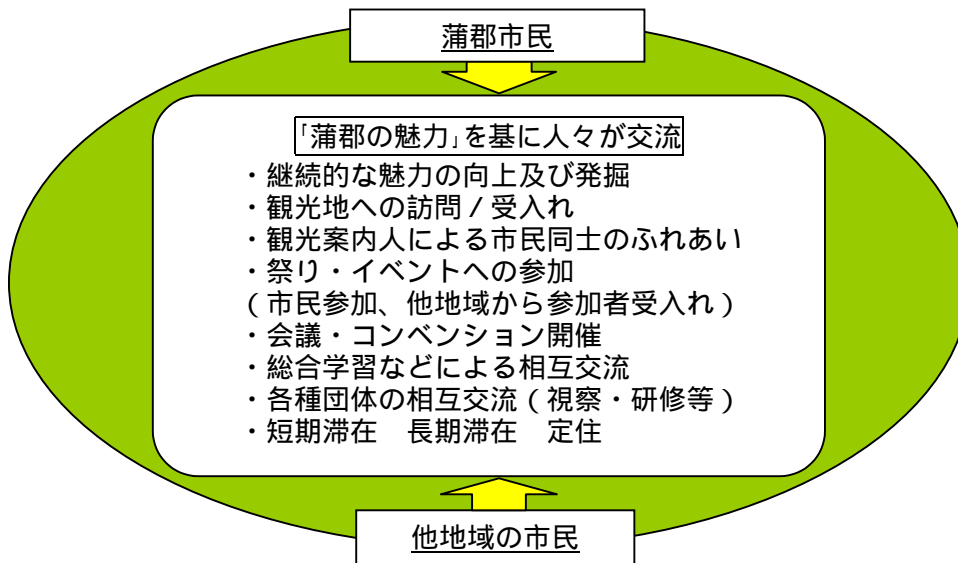 蒲郡市民
「蒲郡の魅力」を基に人々が交流
・継続的な魅力の向上及び発掘
・観光地への訪問/受入れ
・観光案内人による市民同士のふれあい
・祭り・イベントへの参加
(市民参加、他地域から参加者受入れ)
・会議・コンベンション開催
・総合学習などによる相互交流
・各種団体の相互交流(視察・研修等)
・短期滞在　長期滞在　定住
他地域の市民